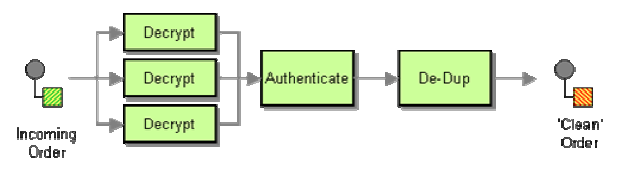 Decrypt
Decrypt
Decrypt
Authenticate
De-Dup
Incoming
Order
'Clean'
Order